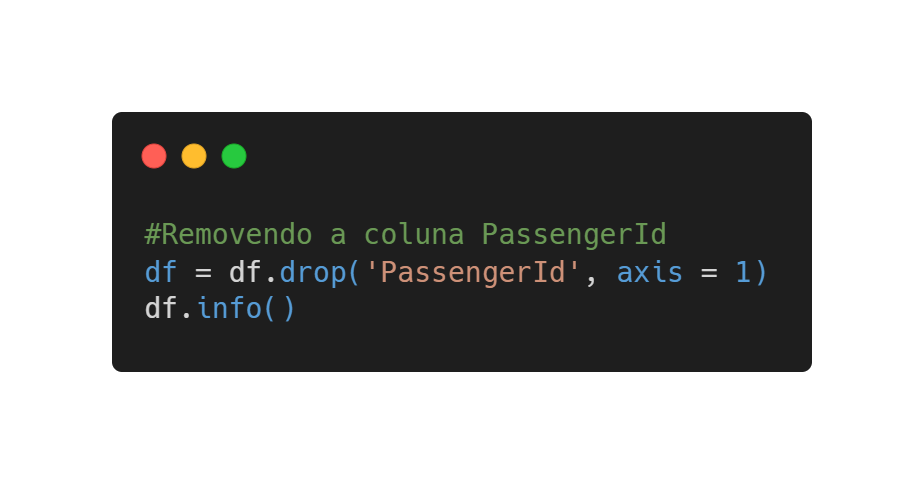 #Removendo a coluna PassengerId
df = df.drop('PassengerId', axis = 1)
df.info()